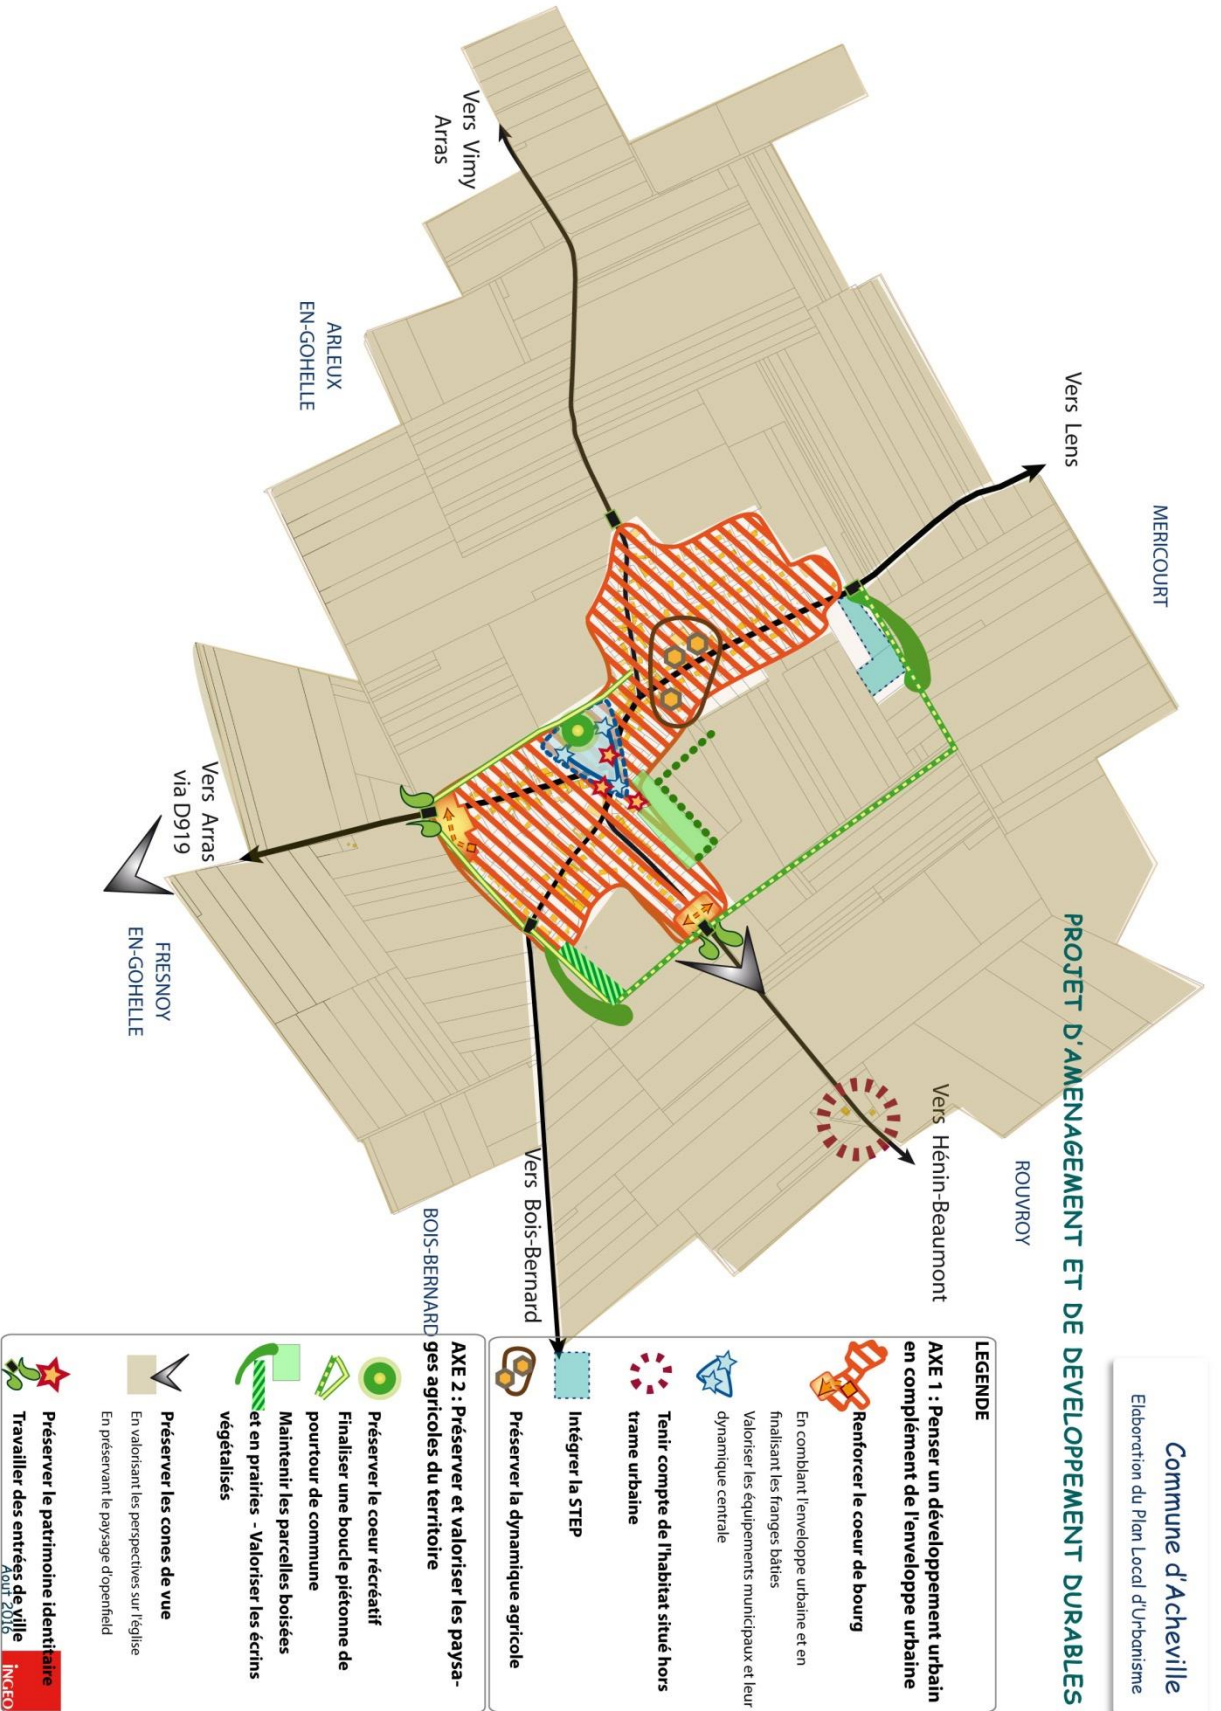 Commune d'Acheville
Elaboration du Plan Local d'Urbanisme
PROJET D'AMENAGEMENT ET DE DEVELOPPEMENT DURABLES
MERICOURT
Vers Lens
ROUVROY
Vers Hénin-Beaumont
Vers Vimy
Arras
ARLEUX
EN-GOHELLE
Vers Arras
via D919
FRESNOY
EN-GOHELLE
Vers Bois-Bernard
BOIS-BERNARD
LEGENDE
AXE 1 : Penser un développement urbain
en complément de l'enveloppe urbaine
Renforcer le coeur de bourg
En comblant l'enveloppe urbaine et en
finalisant les franges bâties
Valoriser les équipements municipaux et leur
dynamique centrale
Tenir compte de l'habitat situé hors
trame urbaine
Intégrer la STEP
Préserver la dynamique agricole
AXE 2 : Préserver et valoriser les paysa-
ges agricoles du territoire
Préserver le coeur récréatif
Finaliser une boucle piétonne de
pourtour de commune
Maintenir les parcelles boisées
et en prairies - Valoriser les écrins
végétalisés
Préserver les cones de vue
En valorisant les perspectives sur l'église
En préservant le paysage d'openfield
Préserver le patrimoine identitaire
Travailler des entrées de ville
Aout 2016
INGEO